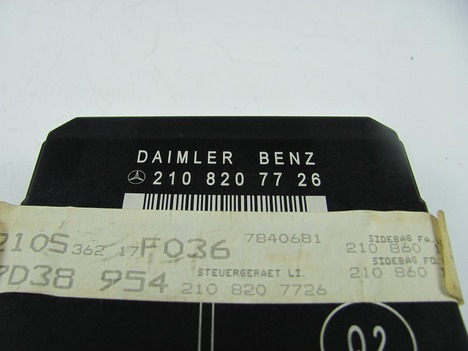 DAIMLER BENZ
210 820 77 26
210S 362 17 F036 7840681 SIDEBAG FA.
210 860
7D38 954 STEUERGERAET LI. SIDEBAG
210 820 7726 210 860
02